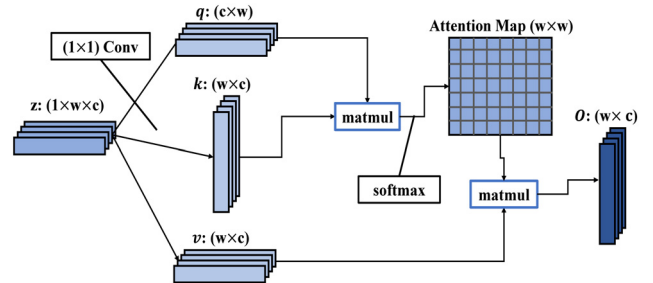 q: (c×w)
Attention Map (w×w)
(1×1) Conv
k: (w×c)
z: (1×w×c)
matmul
O: (w× c)
softmax
matmul
v: (w×c)